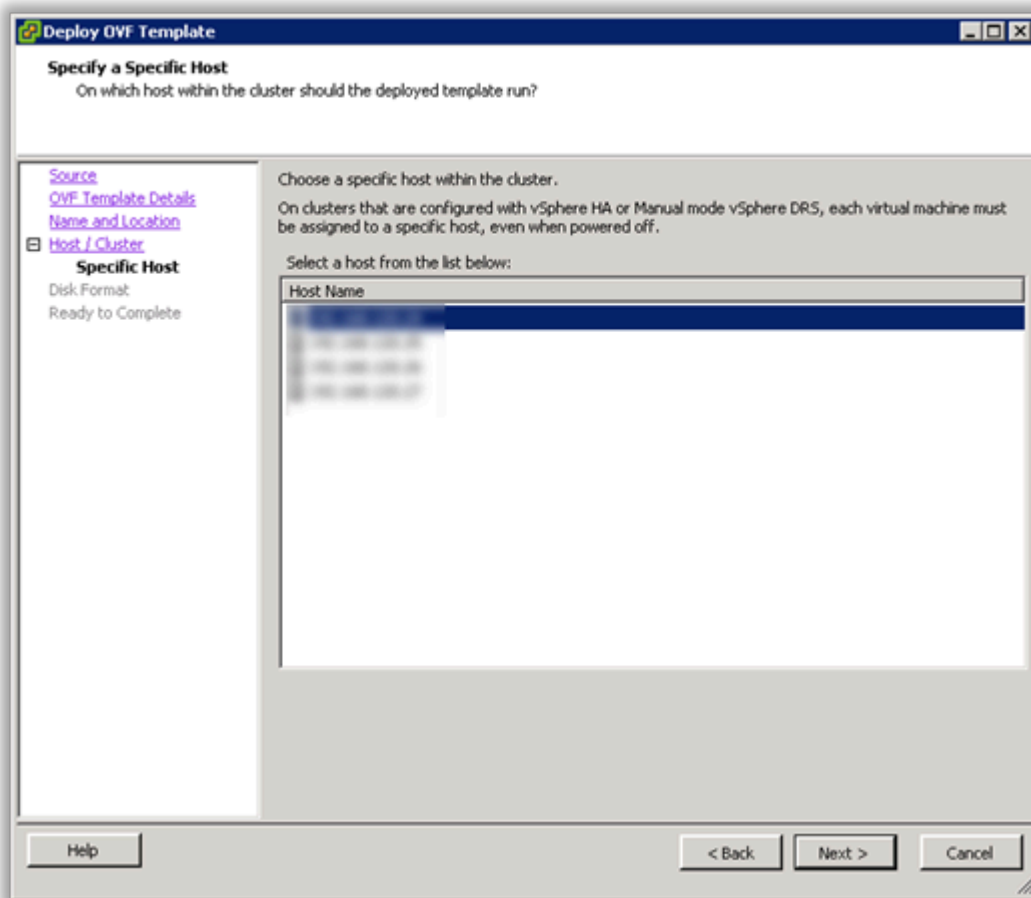 Deploy OVF Template
Specify a Specific Host
On which host within the cluster should the deployed template run?
Source
OVF Template Details
Name and Location
Host / Cluster
Specific Host
Disk Format
Ready to Complete
Choose a specific host within the cluster.
On clusters that are configured with vSphere HA or Manual mode vSphere DRS, each virtual machine must
be assigned to a specific host, even when powered off.
Select a host from the list below:
Host Name
Help
< Back
Next >
Cancel